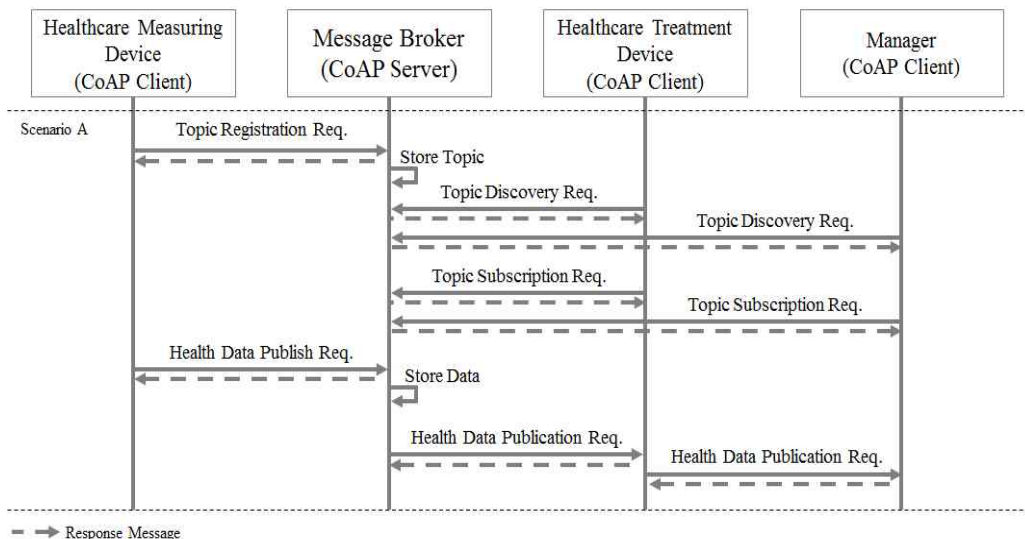 Healthcare Measuring
Device
(CoAP Client)
Message Broker
(CoAP Server)
Healthcare Treatment
Device
(CoAP Client)
Manager
(CoAP Client)
Scenario A
Topic Registration Req.
Store Topic
Topic Discovery Req.
Topic Discovery Req.
Topic Subscription Req.
Topic Subscription Req.
Health Data Publish Req.
Store Data
Health Data Publication Req.
Health Data Publication Req.
Response Message